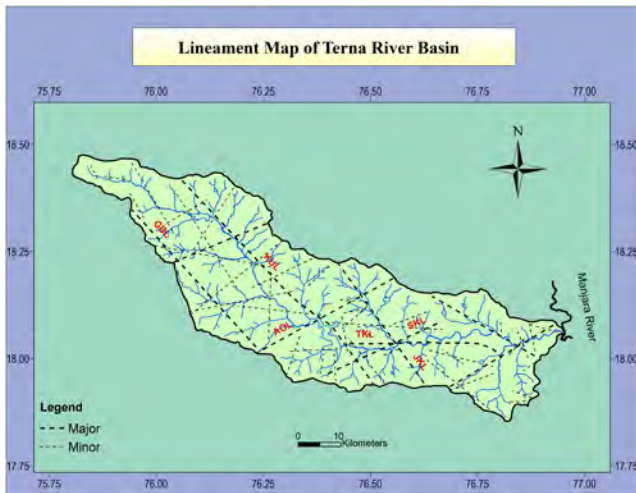 Lineament Map of Terna River Basin
75.75 76.00 76.25 76.50 76.75 77.00
18.50 18.50
N
GBL
18.25 18.25
Manjara River
SKL
AOL
TKL
18.00 18.00
JKL
Legend
Major
Minor
0 10
Kilometers
17.75 17.75
75.75 76.00 76.25 76.50 76.75 77.00